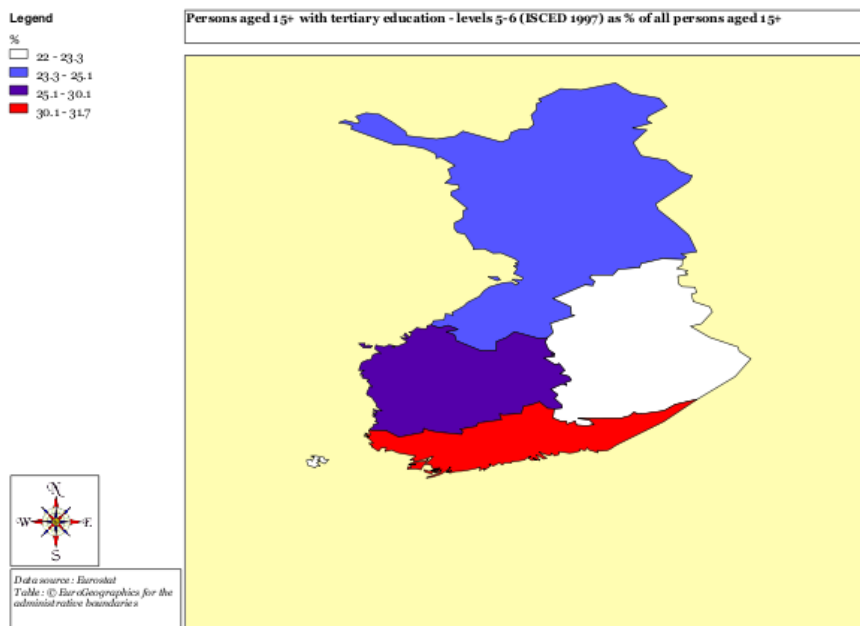 Legend
%
22 - 23.3
23.3 - 25.1
25.1 - 30.1
30.1 - 31.7
Persons aged 15+ with tertiary education - levels 5-6 (ISCED 1997) as % of all persons aged 15+
N
W E
S
Data source : Eurostat
Table : © EuroGeographics for the
administrative boundaries